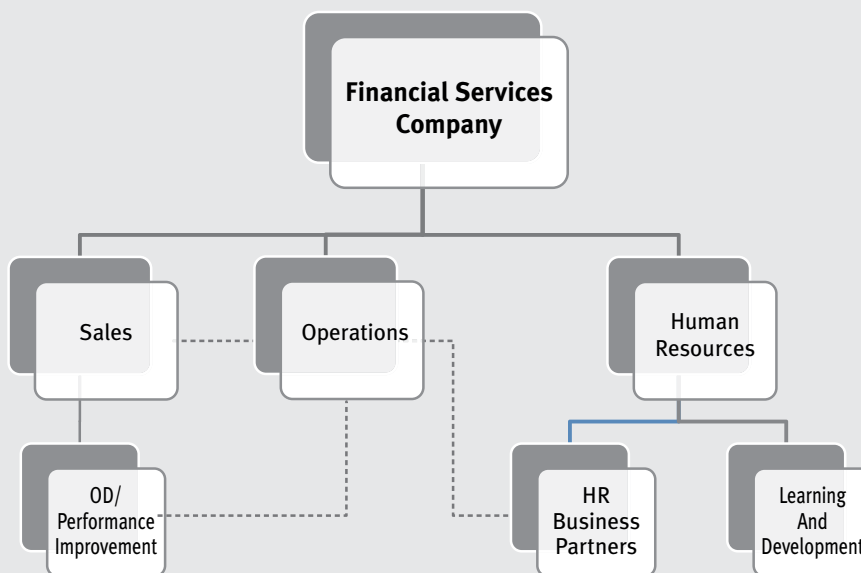 Financial Services
Company
Sales
Operations
Human
Resources
OD/
Performance
Improvement
HR
Business
Partners
Learning
And
Development